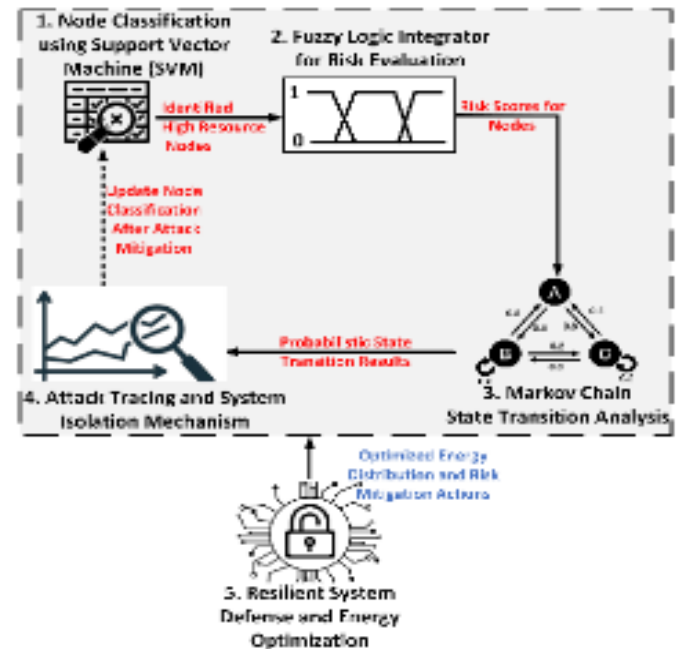 1. Node Classification
using Support Vector
Machine (SVM)
2. Fuzzy Logic Integrator
for Risk Evaluation
1
0
Identified
High Resource
Nodes
Risk Scores for
Nodes
Update Node
Classification
After Attack
Mitigation
A
B
Probabilistic State
Transition Results
4. Attack Tracing and System
Isolation Mechanism
3. Markov Chain
State Transition Analysis
Optimized Energy
Distribution and Risk
Mitigation Actions
5. Resilient System
Defense and Energy
Optimization